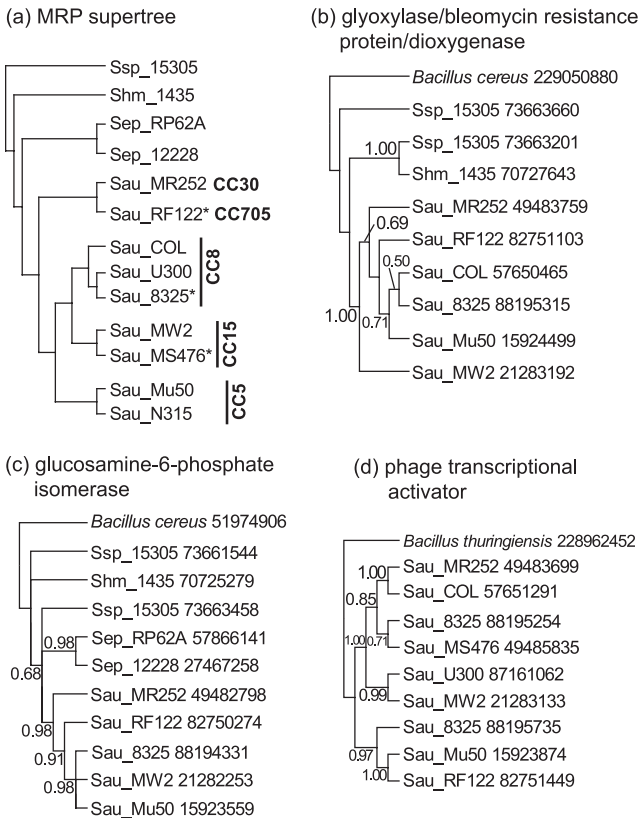 (a) MRP supertree
Ssp_15305
Shm_1435
Sep_RP62A
Sep_12228
Sau_MR252 CC30
Sau_RF122* CC705
Sau_COL
Sau_U300
Sau_8325*
CC8
Sau_MW2
Sau_MS476*
CC15
Sau_Mu50
Sau_N315
CC5
(b) glyoxylase/bleomycin resistance
protein/dioxygenase
Bacillus cereus 229050880
Ssp_15305 73663660
Ssp_15305 73663201
1.00
Shm_1435 70727643
Sau_MR252 49483759
0.69
Sau_RF122 82751103
0.50
Sau_COL 57650465
Sau_8325 88195315
1.00
0.71
Sau_Mu50 15924499
Sau_MW2 21283192
(c) glucosamine-6-phosphate
isomerase
Bacillus cereus 51974906
Ssp_15305 73661544
Shm_1435 70725279
Ssp_15305 73663458
0.98
Sep_RP62A 57866141
Sep_12228 27467258
0.68
Sau_MR252 49482798
0.98
Sau_RF122 82750274
0.91
Sau_8325 88194331
Sau_MW2 21282253
0.98
Sau_Mu50 15923559
(d) phage transcriptional
activator
Bacillus thuringiensis 228962452
Sau_MR252 49483699
1.00
Sau_COL 57651291
0.85
Sau_8325 88195254
1.00
0.71
Sau_MS476 49485835
Sau_U300 87161062
0.99
Sau_MW2 21283133
Sau_8325 88195735
0.97
Sau_Mu50 15923874
1.00
Sau_RF122 82751449